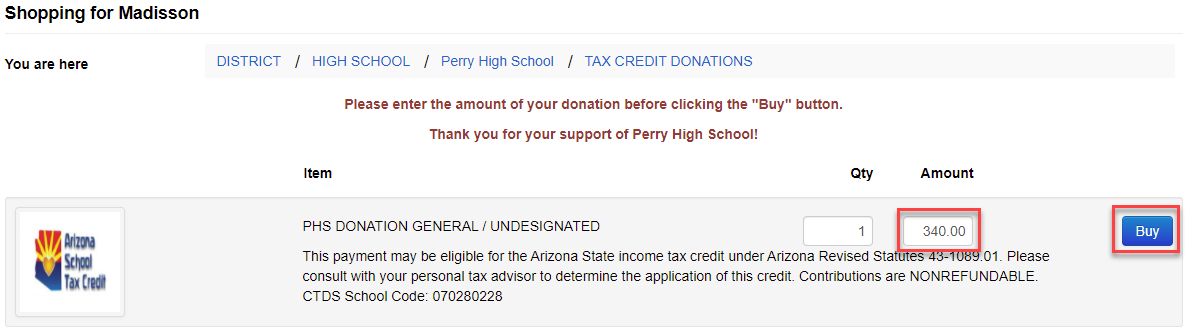 Shopping for Madisson
You are here
DISTRICT / HIGH SCHOOL / Perry High School / TAX CREDIT DONATIONS
Please enter the amount of your donation before clicking the "Buy" button.
Thank you for your support of Perry High School!
Item Qty Amount
Arizona
School
Tax Credit
PHS DONATION GENERAL / UNDESIGNATED 1 340.00 Buy
This payment may be eligible for the Arizona State income tax credit under Arizona Revised Statutes 43-1089.01. Please
consult with your personal tax advisor to determine the application of this credit. Contributions are NONREFUNDABLE.
CTDS School Code: 070280228